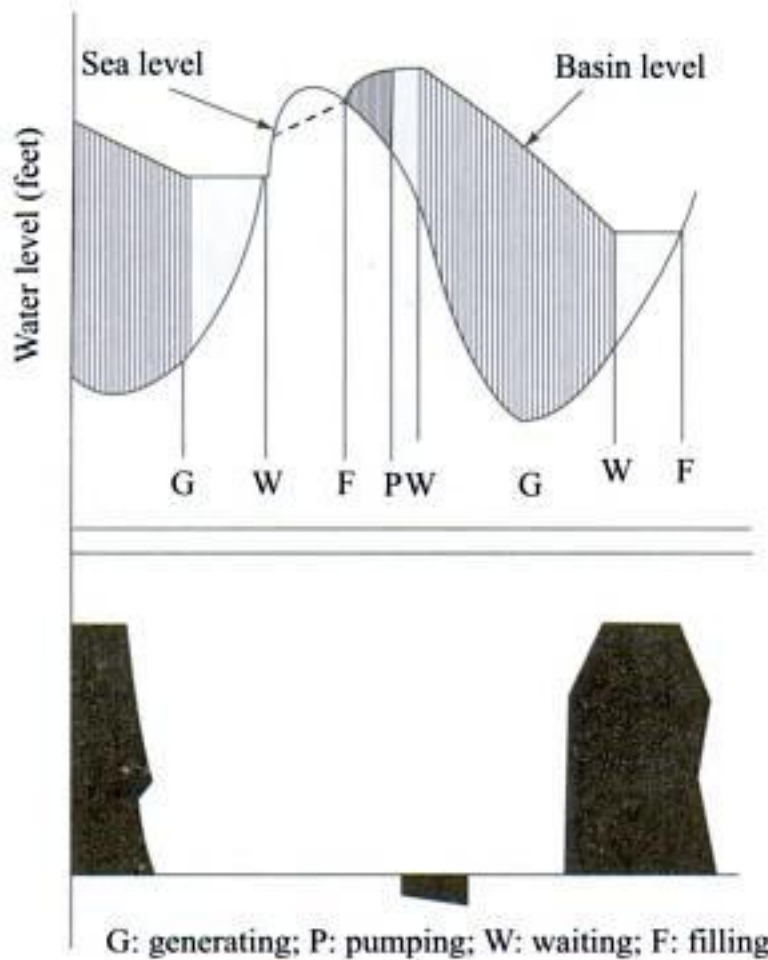 Sea level
Basin level
Water level (feet)
G W F P W G W F
G: generating; P: pumping; W: waiting; F: filling